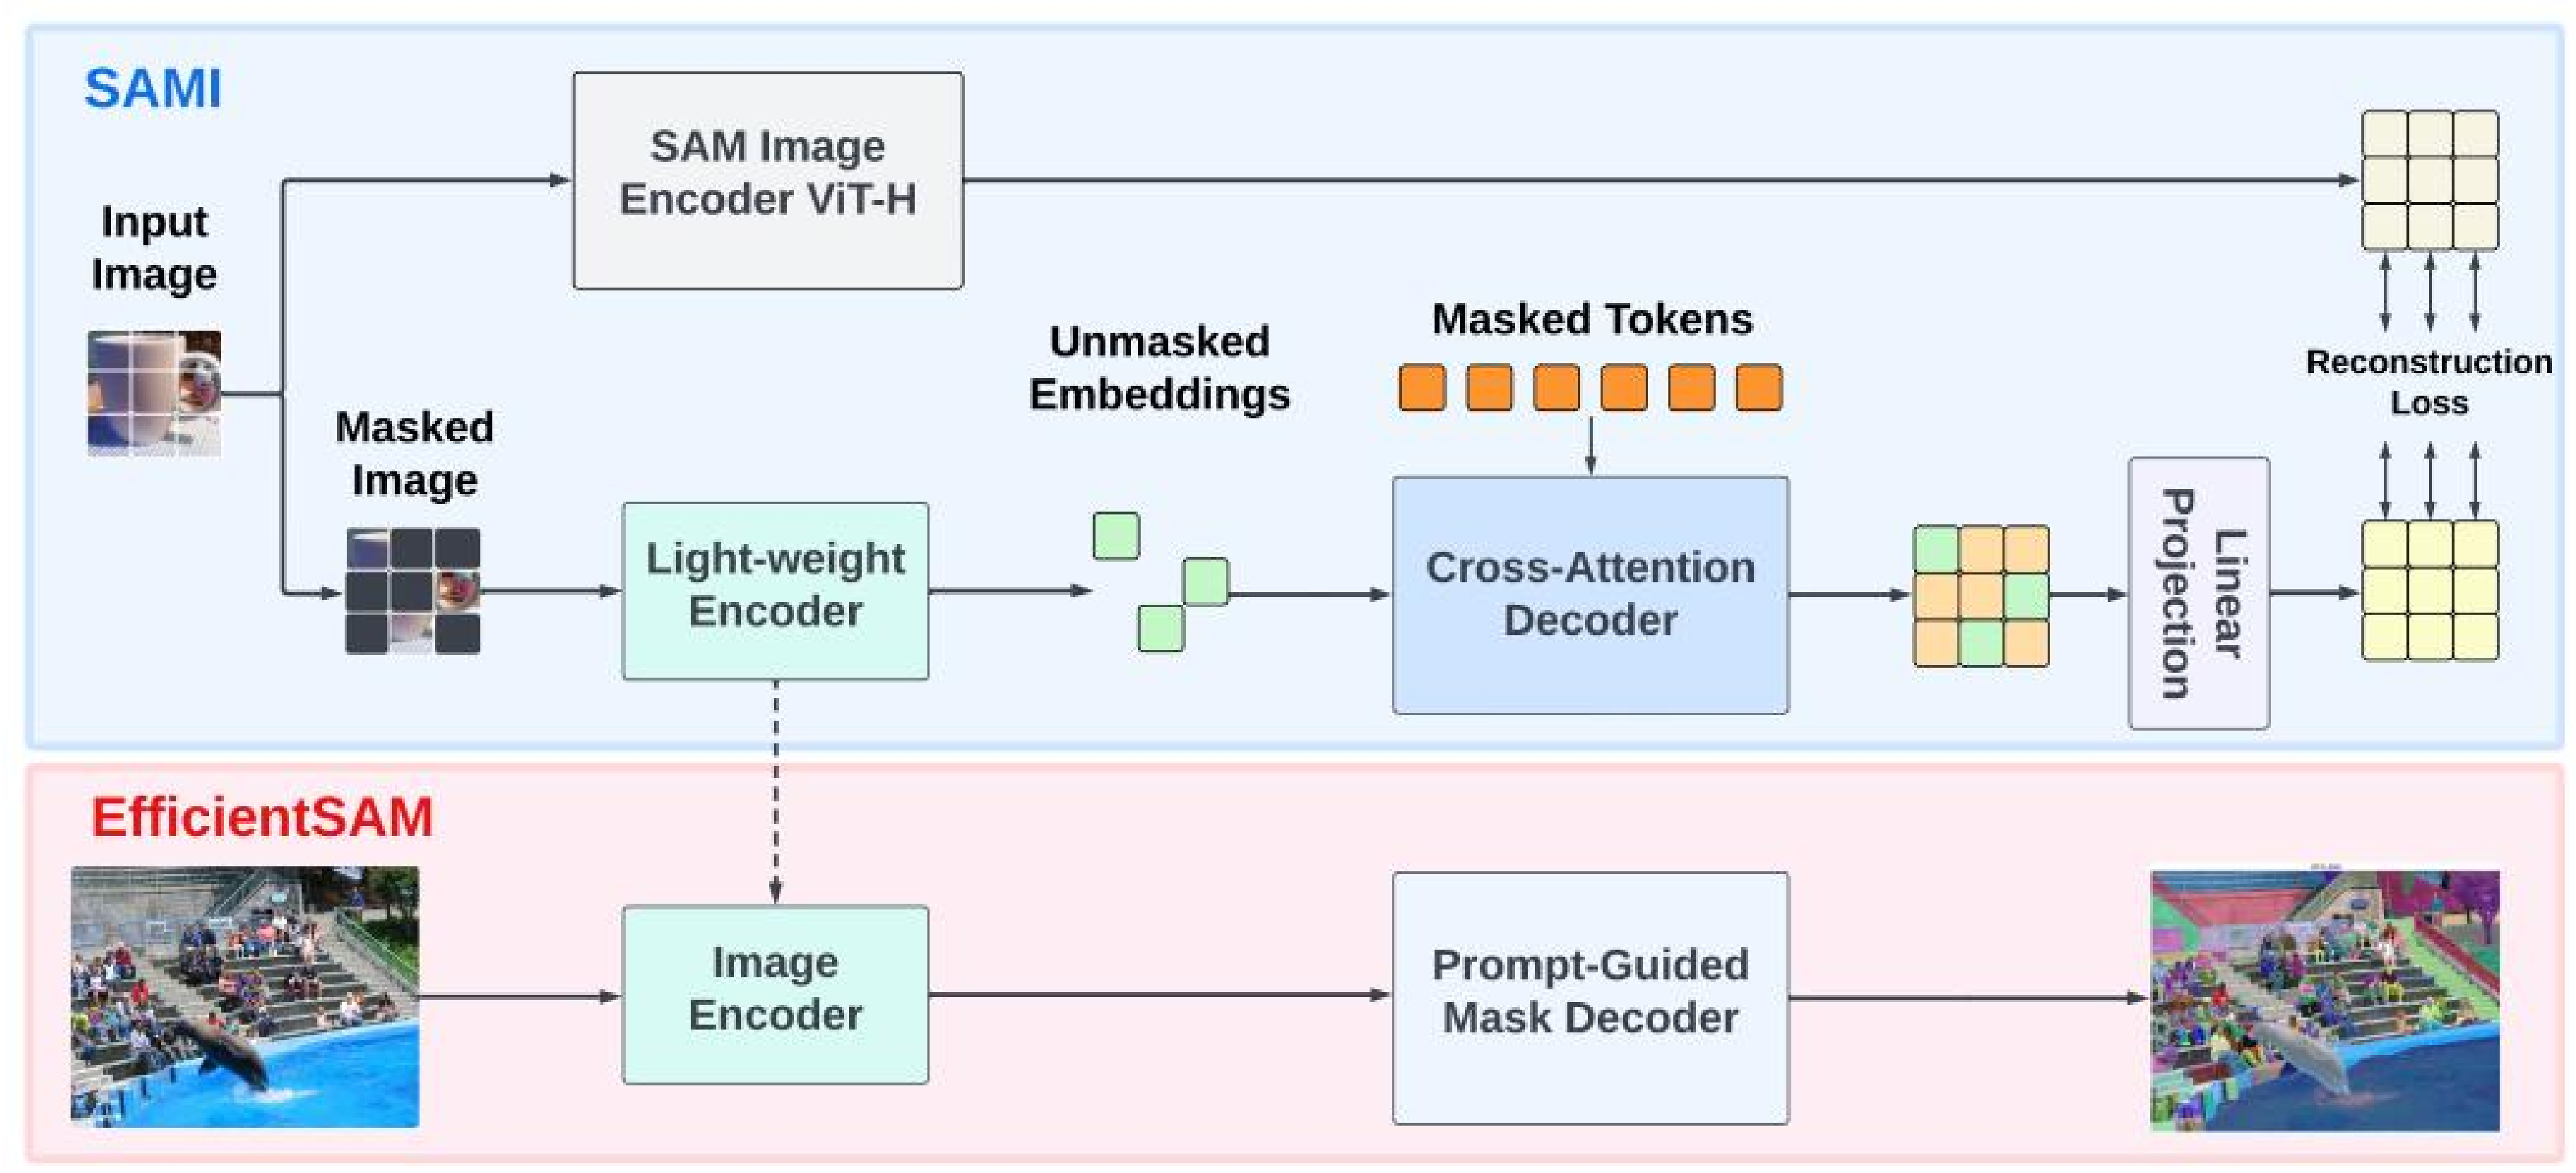 SAMI
SAM Image
Encoder ViT-H
Input
Image
Masked
Image
Light-weight
Encoder
Unmasked
Embeddings
Masked Tokens
Cross-Attention
Decoder
Linear
Projection
Reconstruction
Loss
EfficientSAM
Image
Encoder
Prompt-Guided
Mask Decoder